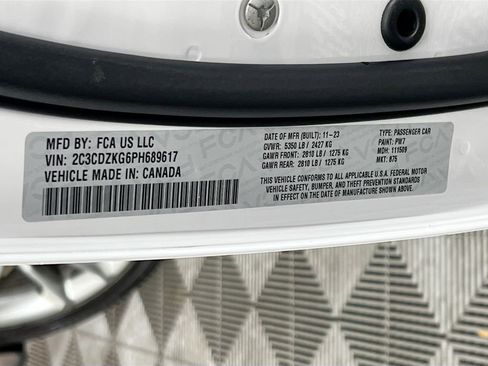 MFD BY: FCA US LLC
VIN: 2C3CDZKG6PH689617
VEHICLE MADE IN: CANADA
DATE OF MFR (BUILT): 11-23
GVWR: 5350 LB / 2427 KG
GAWR FRONT: 2810 LB / 1275 KG
GAWR REAR: 2810 LB / 1275 KG
TYPE: PASSENGER CAR
PAINT: PW7
MDH: 111509
MKT: 875
THIS VEHICLE CONFORMS TO ALL APPLICABLE U.S.A. FEDERAL MOTOR
VEHICLE SAFETY, BUMPER, AND THEFT PREVENTION STANDARDS
IN EFFECT ON THE DATE OF MANUFACTURE SHOWN ABOVE.